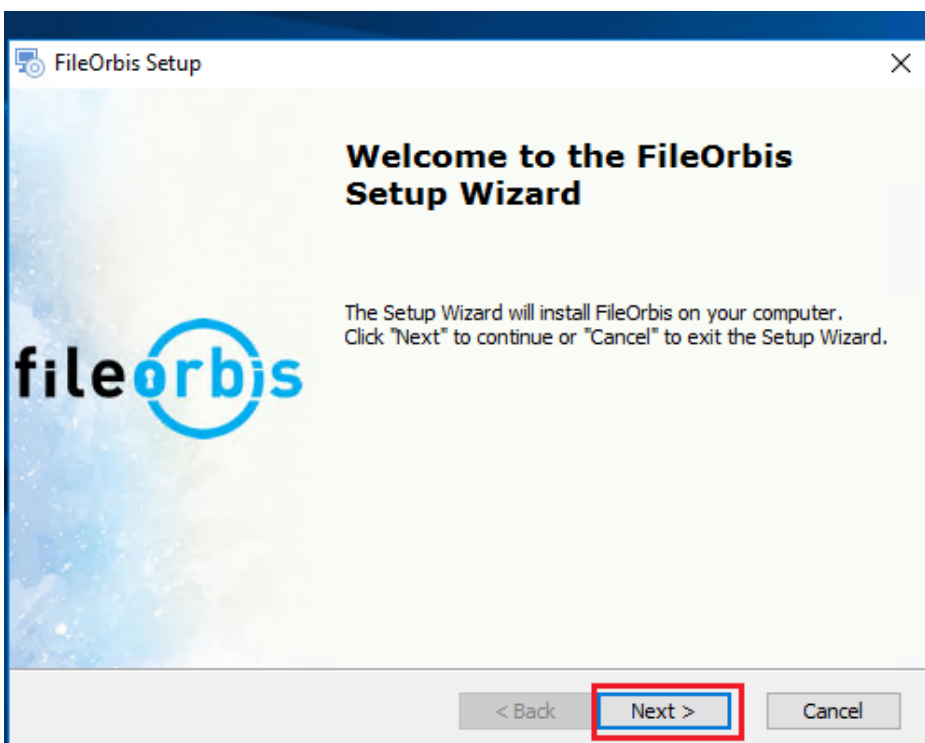 FileOrbis Setup
Welcome to the FileOrbis
Setup Wizard
The Setup Wizard will install FileOrbis on your computer.
Click "Next" to continue or "Cancel" to exit the Setup Wizard.
fileorbis
< Back Next > Cancel